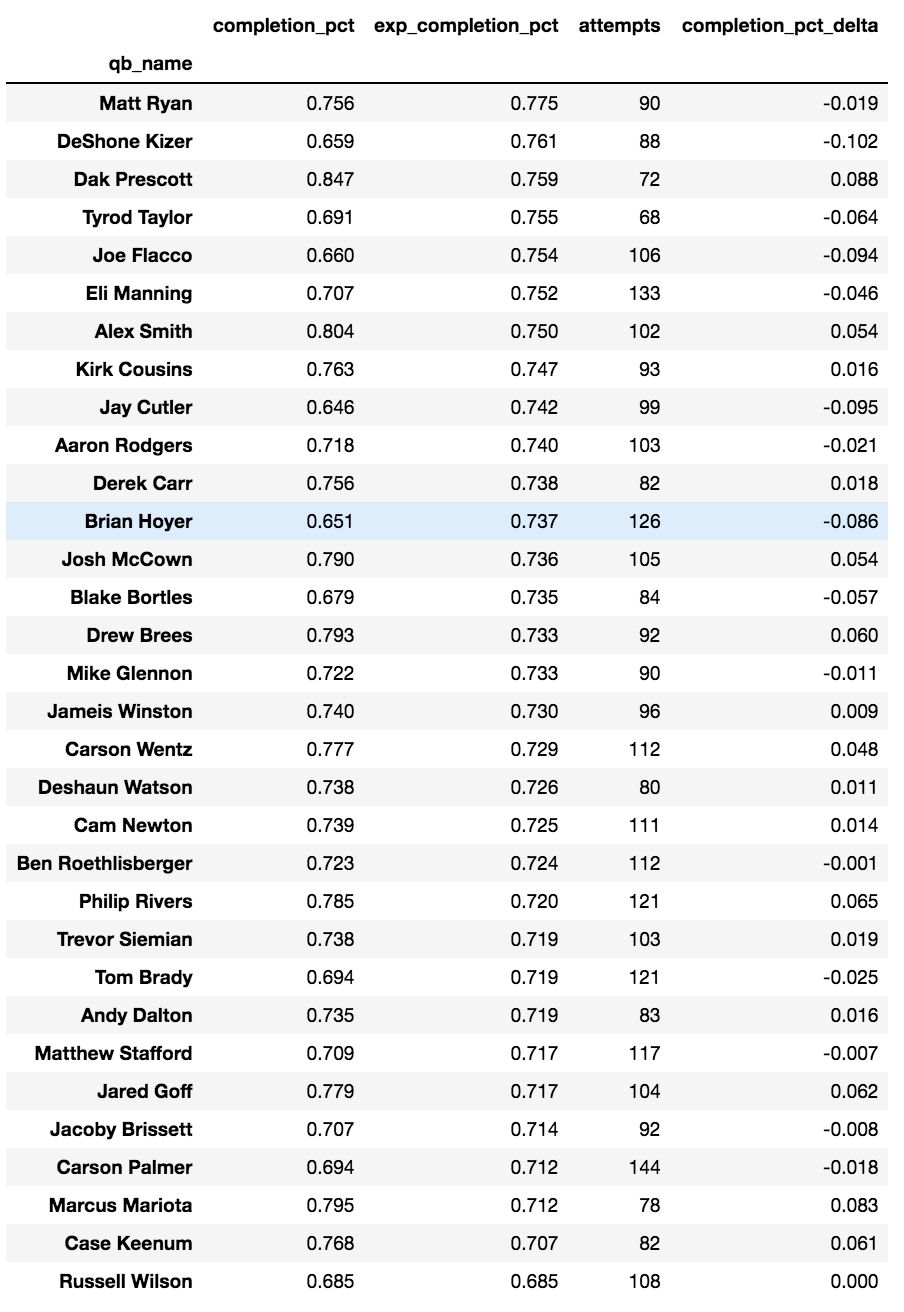 completion_pct exp_completion_pct attempts completion_pct_delta
qb_name
Matt Ryan 0.756 0.775 90 -0.019
DeShone Kizer 0.659 0.761 88 -0.102
Dak Prescott 0.847 0.759 72 0.088
Tyrod Taylor 0.691 0.755 68 -0.064
Joe Flacco 0.660 0.754 106 -0.094
Eli Manning 0.707 0.752 133 -0.046
Alex Smith 0.804 0.750 102 0.054
Kirk Cousins 0.763 0.747 93 0.016
Jay Cutler 0.646 0.742 99 -0.095
Aaron Rodgers 0.718 0.740 103 -0.021
Derek Carr 0.756 0.738 82 0.018
Brian Hoyer 0.651 0.737 126 -0.086
Josh McCown 0.790 0.736 105 0.054
Blake Bortles 0.679 0.735 84 -0.057
Drew Brees 0.793 0.733 92 0.060
Mike Glennon 0.722 0.733 90 -0.011
Jameis Winston 0.740 0.730 96 0.009
Carson Wentz 0.777 0.729 112 0.048
Deshaun Watson 0.738 0.726 80 0.011
Cam Newton 0.739 0.725 111 0.014
Ben Roethlisberger 0.723 0.724 112 -0.001
Philip Rivers 0.785 0.720 121 0.065
Trevor Siemian 0.738 0.719 103 0.019
Tom Brady 0.694 0.719 121 -0.025
Andy Dalton 0.735 0.719 83 0.016
Matthew Stafford 0.709 0.717 117 -0.007
Jared Goff 0.779 0.717 104 0.062
Jacoby Brissett 0.707 0.714 92 -0.008
Carson Palmer 0.694 0.712 144 -0.018
Marcus Mariota 0.795 0.712 78 0.083
Case Keenum 0.768 0.707 82 0.061
Russell Wilson 0.685 0.685 108 0.000